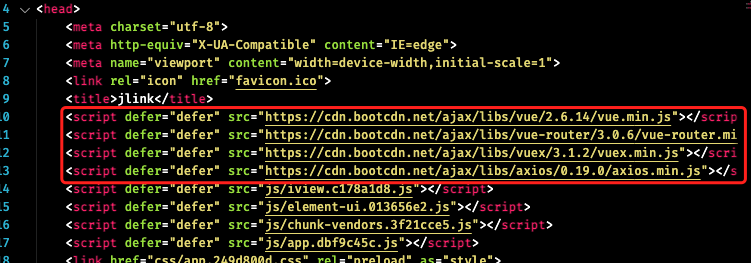 4 <head>
5 <meta charset="utf-8">
6 <meta http-equiv="X-UA-Compatible" content="IE=edge">
7 <meta name="viewport" content="width=device-width,initial-scale=1">
8 <link rel="icon" href="favicon.ico">
9 <title>jlink</title>
10 <script defer="defer" src="https://cdn.bootcdn.net/ajax/libs/vue/2.6.14/vue.min.js"></scrip
11 <script defer="defer" src="https://cdn.bootcdn.net/ajax/libs/vue-router/3.0.6/vue-router.mi
12 <script defer="defer" src="https://cdn.bootcdn.net/ajax/libs/vuex/3.1.2/vuex.min.js"></scri
13 <script defer="defer" src="https://cdn.bootcdn.net/ajax/libs/axios/0.19.0/axios.min.js"></s
14 <script defer="defer" src="js/iview.c178a1d8.js"></script>
15 <script defer="defer" src="js/element-ui.013656e2.js"></script>
16 <script defer="defer" src="js/chunk-vendors.3f21cce5.js"></script>
17 <script defer="defer" src="js/app.dbf9c45c.js"></script>
18 <link href="css/app.249d800d.css" rel="preload" as="style">